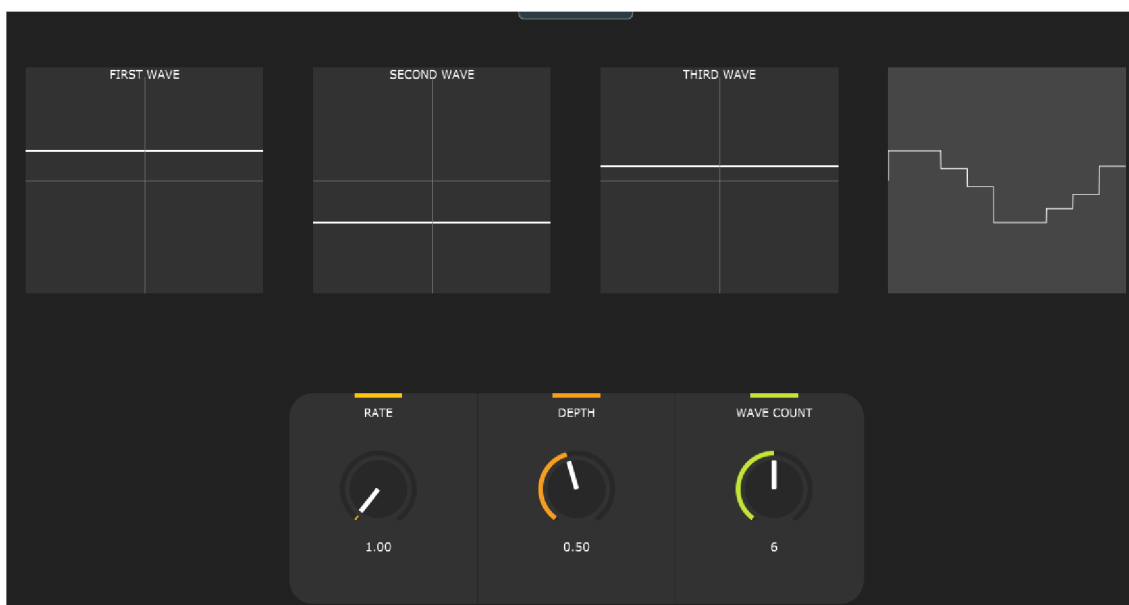 FIRST WAVE
SECOND WAVE
THIRD WAVE
RATE
DEPTH
WAVE COUNT
1.00
0.50
6